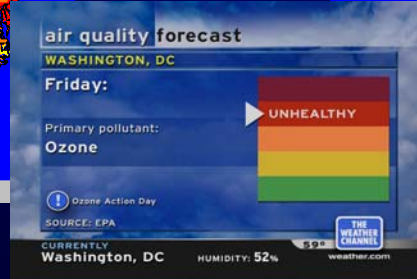 air quality forecast
WASHINGTON, DC
Friday:
UNHEALTHY
Primary pollutant:
Ozone
! Ozone Action Day
SOURCE: EPA
THE
WEATHER
CHANNEL
CURRENTLY
59°
Washington, DC
HUMIDITY: 52%
weather.com